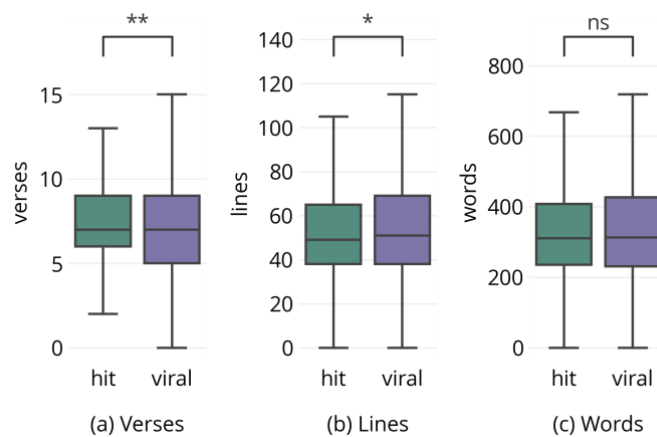 **
15
10
5
0
verses
hit viral
(a) Verses
*
140
120
100
80
60
40
20
0
lines
hit viral
(b) Lines
ns
800
600
400
200
0
words
hit viral
(c) Words